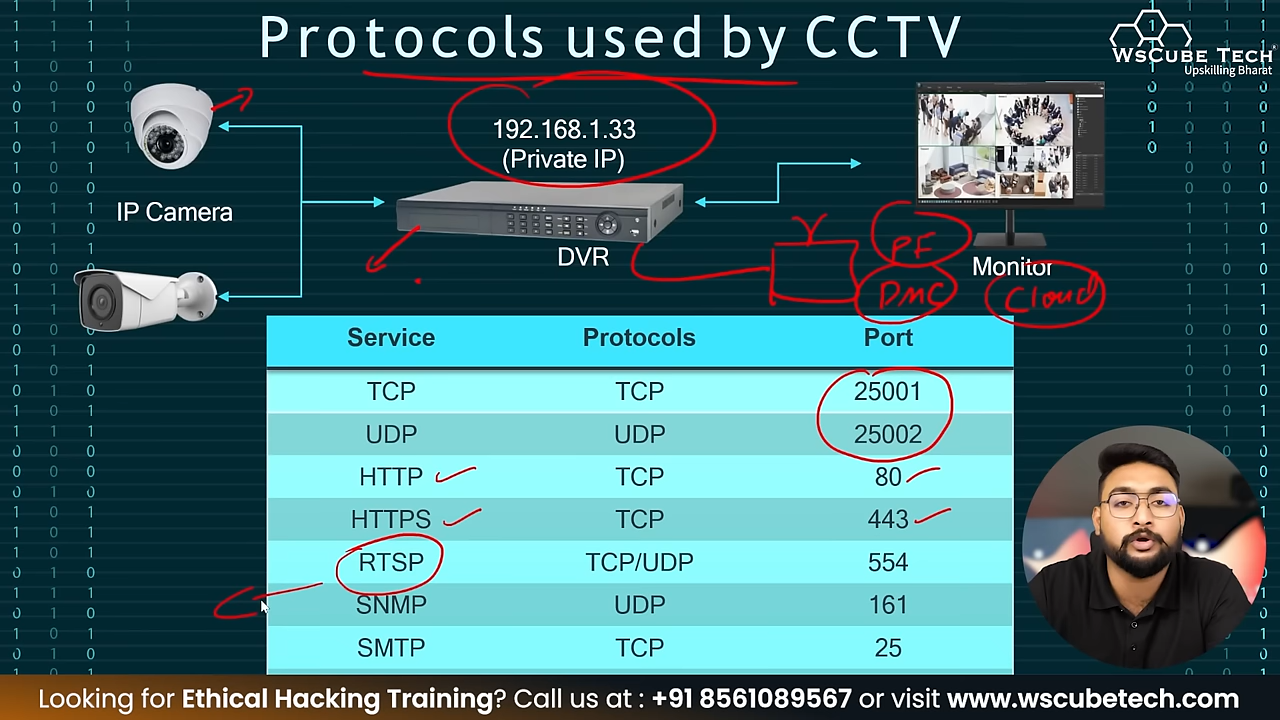 Protocols used by CCTV
WsCube Tech
Upskilling Bharat
192.168.1.33
(Private IP)
IP Camera
DVR
Monitor
Y
PF
DMC
Cloud
Service Protocols Port
TCP TCP 25001
UDP UDP 25002
HTTP TCP 80
HTTPS TCP 443
RTSP TCP/UDP 554
SNMP UDP 161
SMTP TCP 25
Looking for Ethical Hacking Training? Call us at : +91 8561089567 or visit www.wscubetech.com